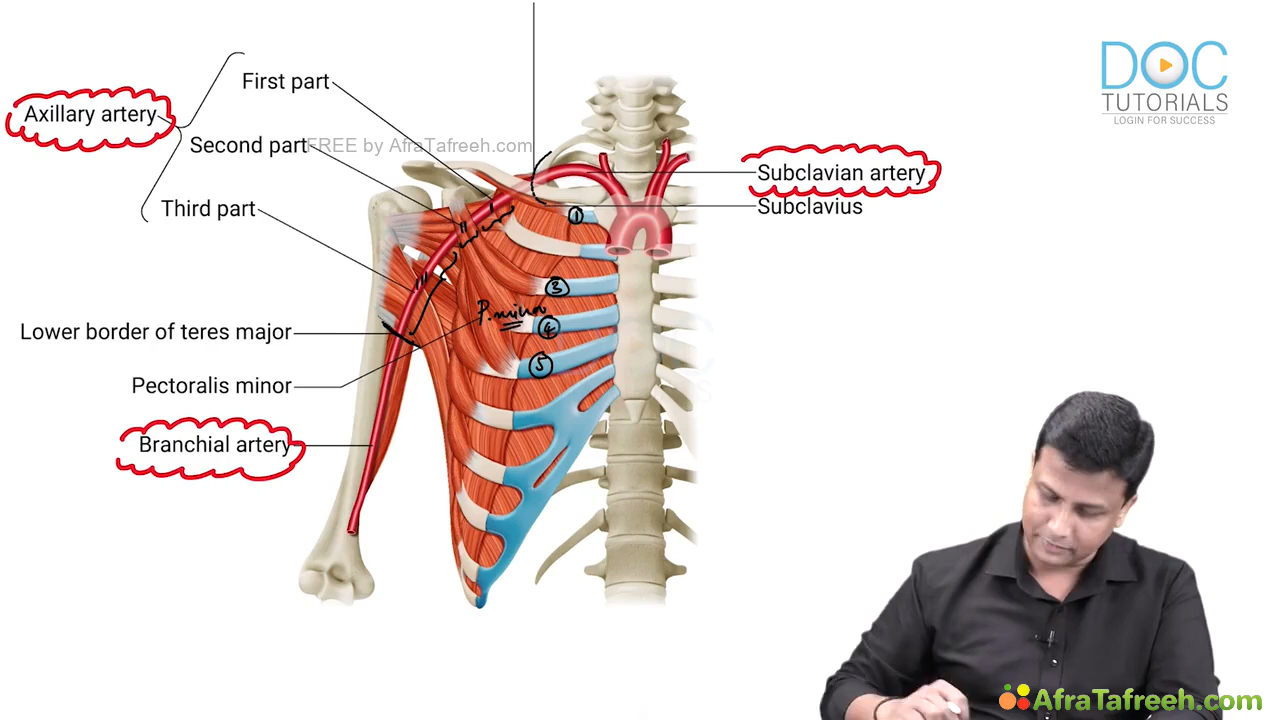 DOC
TUTORIALS
LOGIN FOR SUCCESS
First part
Axillary artery
Second part
FREE by AfraTafreeh.com
Subclavian artery
Third part
Subclavius
1
3
P. minor
4
Lower border of teres major
5
Pectoralis minor
Branchial artery
AfraTafreeh.com